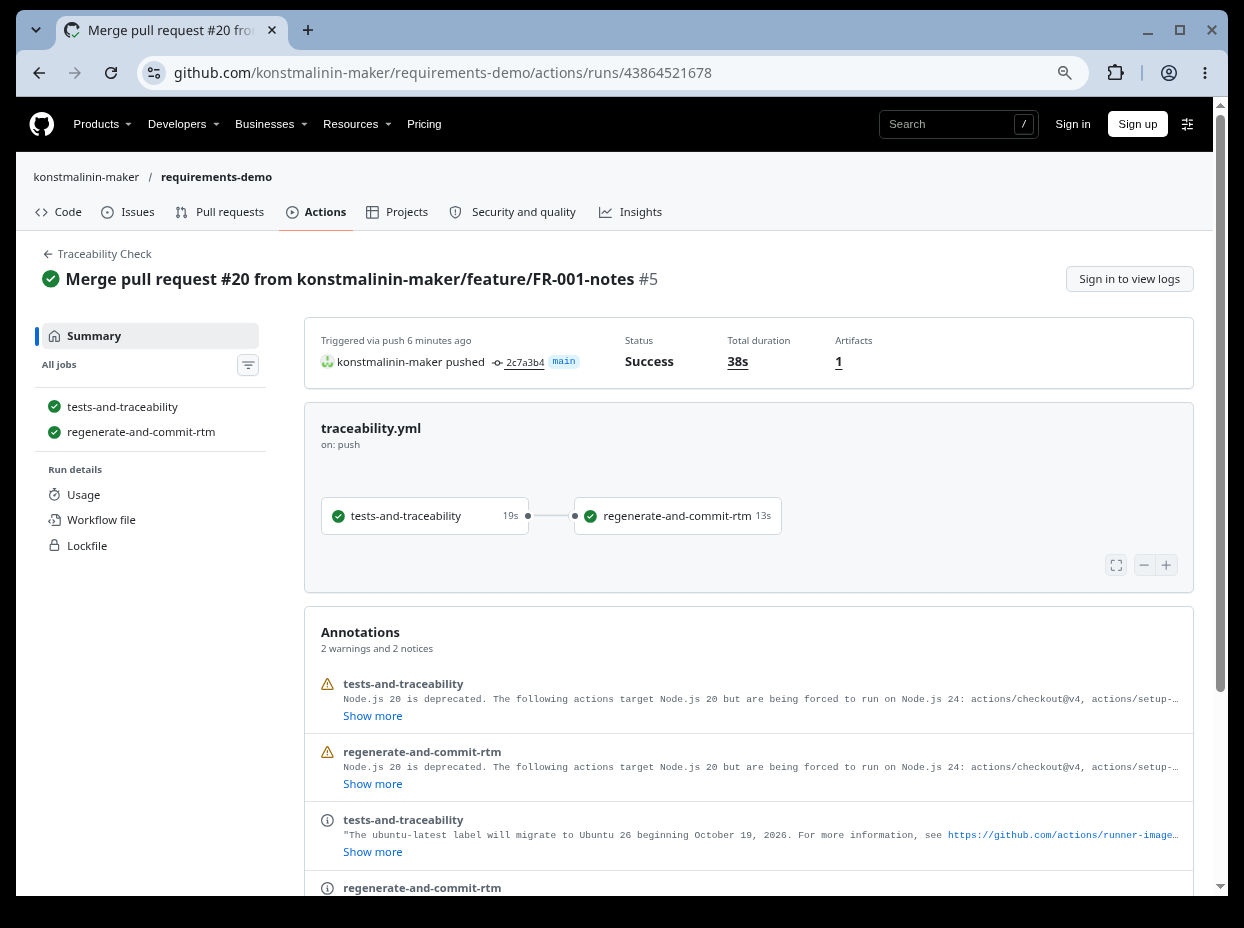 Merge pull request #20 fro
github.com/konstmalinin-maker/requirements-demo/actions/runs/43864521678
Products Developers Businesses Resources Pricing Search / Sign in Sign up
konstmalinin-maker / requirements-demo
Code Issues Pull requests Actions Projects Security and quality Insights
Traceability Check
Merge pull request #20 from konstmalinin-maker/feature/FR-001-notes #5
Sign in to view logs
Summary
All jobs
tests-and-traceability
regenerate-and-commit-rtm
Run details
Usage
Workflow file
Lockfile
Triggered via push 6 minutes ago
konstmalinin-maker pushed 2c7a3b4 main
Status
Success
Total duration
38s
Artifacts
1
traceability.yml
on: push
tests-and-traceability 19s
regenerate-and-commit-rtm 13s
Annotations
2 warnings and 2 notices
tests-and-traceability
Node.js 20 is deprecated. The following actions target Node.js 20 but are being forced to run on Node.js 24: actions/checkout@v4, actions/setup-…
Show more
regenerate-and-commit-rtm
Node.js 20 is deprecated. The following actions target Node.js 20 but are being forced to run on Node.js 24: actions/checkout@v4, actions/setup-…
Show more
tests-and-traceability
"The ubuntu-latest label will migrate to Ubuntu 26 beginning October 19, 2026. For more information, see https://github.com/actions/runner-image…
Show more
regenerate-and-commit-rtm